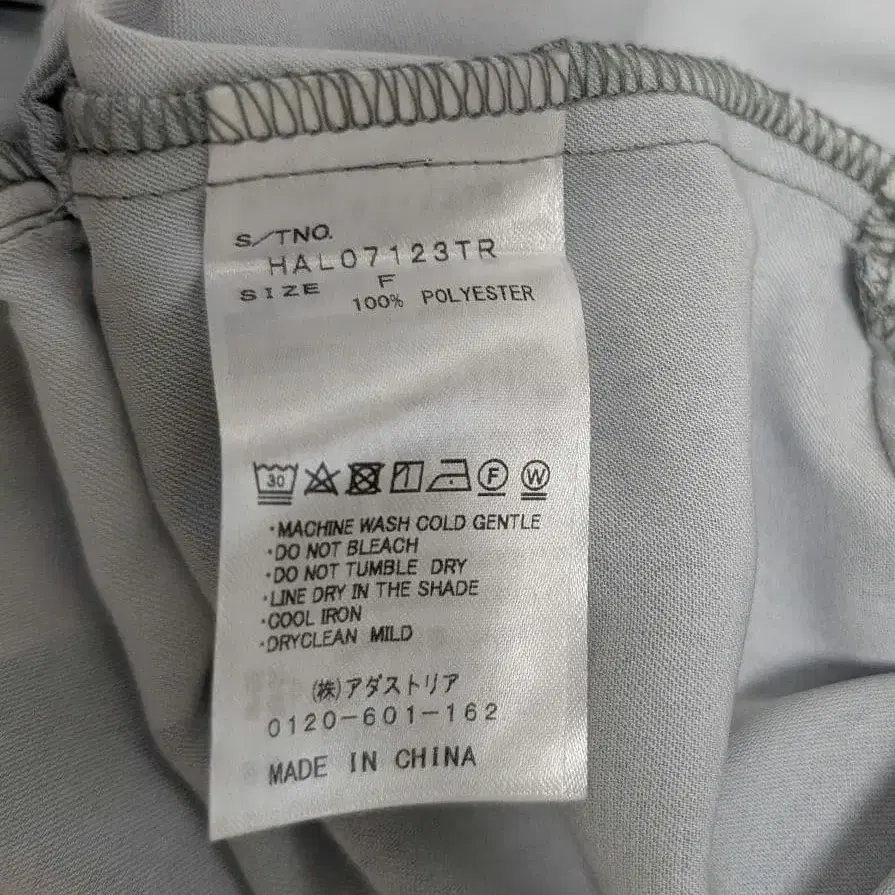 S/TNO.
HAL07123TR
SIZE F
100% POLYESTER
30 F W
・MACHINE WASH COLD GENTLE
・DO NOT BLEACH
・DO NOT TUMBLE DRY
・LINE DRY IN THE SHADE
・COOL IRON
・DRYCLEAN MILD
(株)アダストリア
0120-601-162
MADE IN CHINA